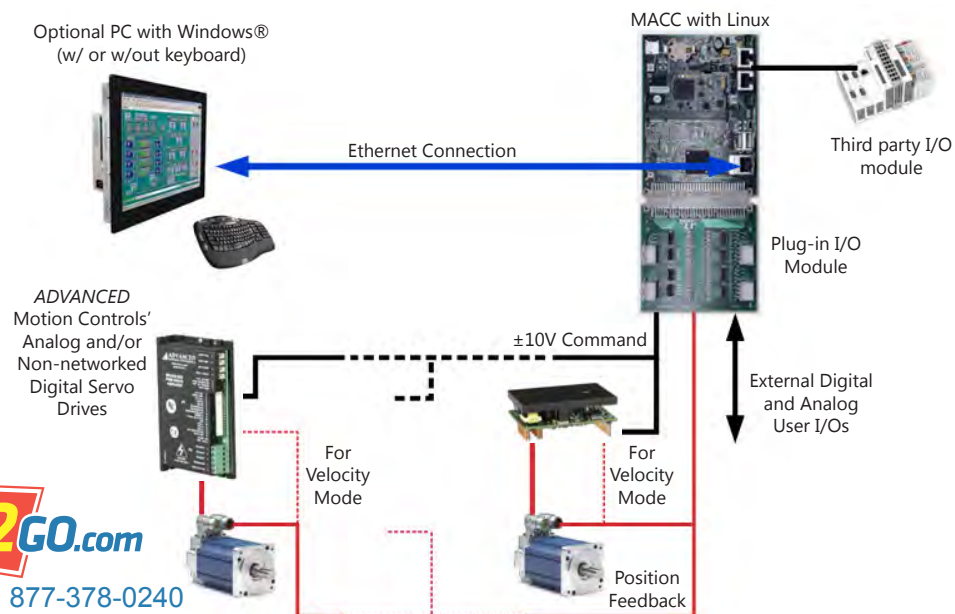 Optional PC with Windows®
(w/ or w/out keyboard)
MACC with Linux
Third party I/O
module
Ethernet Connection
Plug-in I/O
Module
ADVANCED
Motion Controls'
Analog and/or
Non-networked
Digital Servo
Drives
±10V Command
External Digital
and Analog
User I/Os
For
Velocity
Mode
For
Velocity
Mode
Position
Feedback
2GO.com
877-378-0240